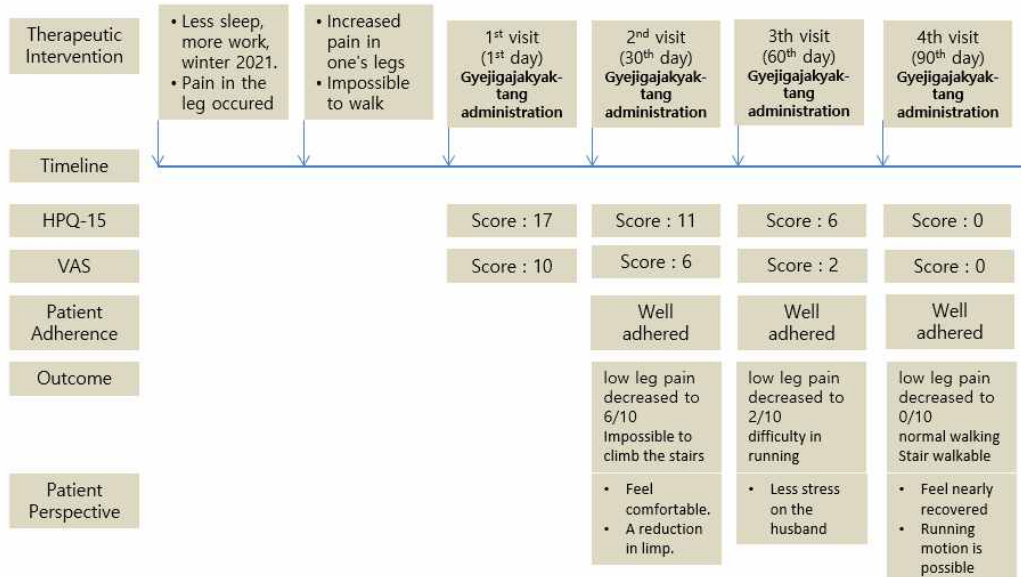 Therapeutic
Intervention
• Less sleep,
more work,
winter 2021.
• Pain in the
leg occured
• Increased
pain in
one's legs
• Impossible
to walk
1st visit
(1st day)
Gyejigajakyak-
tang
administration
2nd visit
(30th day)
Gyejigajakyak-
tang
administration
3th visit
(60th day)
Gyejigajakyak-
tang
administration
4th visit
(90th day)
Gyejigajakyak-
tang
administration
Timeline
HPQ-15
Score : 17
Score : 11
Score : 6
Score : 0
VAS
Score : 10
Score : 6
Score : 2
Score : 0
Patient
Adherence
Well
adhered
Well
adhered
Well
adhered
Outcome
low leg pain
decreased to
6/10
Impossible to
climb the stairs
low leg pain
decreased to
2/10
difficulty in
running
low leg pain
decreased to
0/10
normal walking
Stair walkable
Patient
Perspective
• Feel
comfortable.
• A reduction
in limp.
• Less stress
on the
husband
• Feel nearly
recovered
• Running
motion is
possible